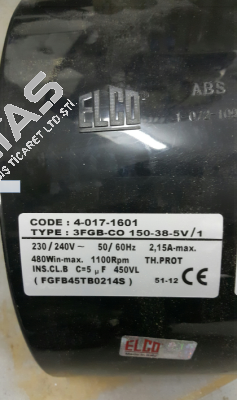 ELCO
ABS
CODE : 4-017-1601
TYPE : 3FGB-CO 150-38-5V/1
230/240V~ 50/60Hz 2,15A-max.
480Win-max. 1100Rpm TH.PROT
INS.CL.B C=5 µF 450VL
(FGFB45TB0214S) 51-12 CE
ELCO